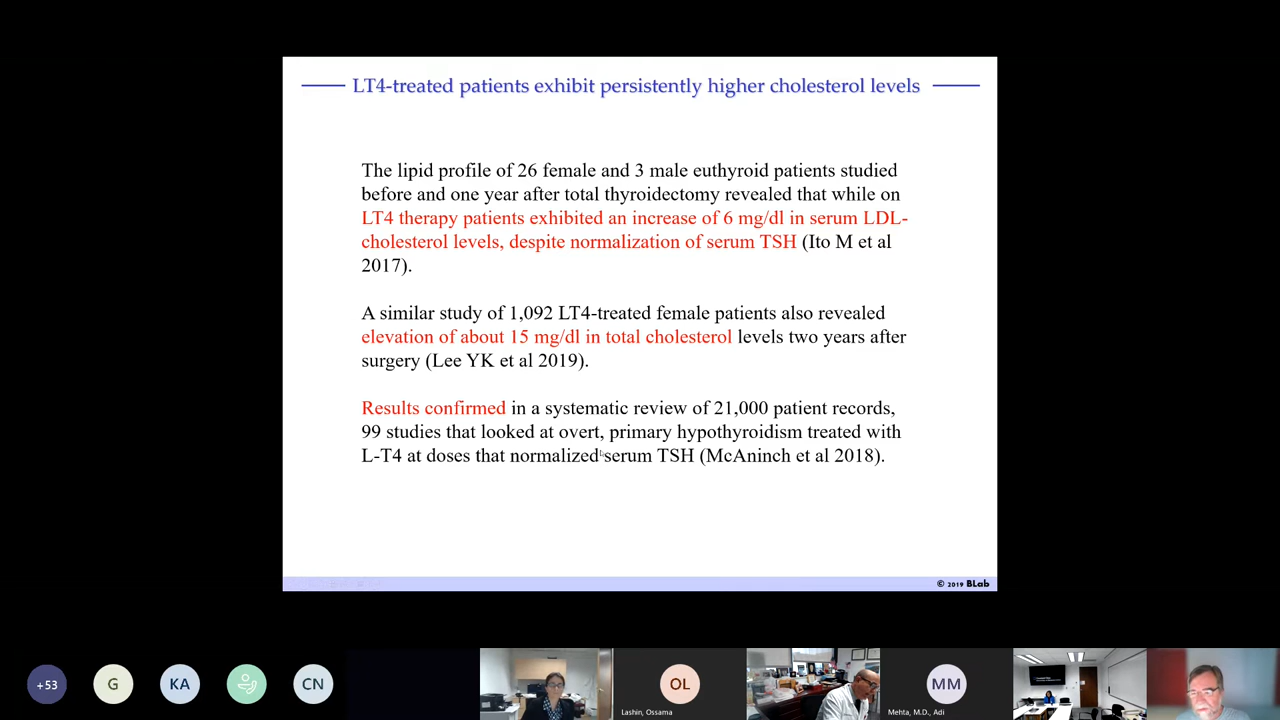 LT4-treated patients exhibit persistently higher cholesterol levels
The lipid profile of 26 female and 3 male euthyroid patients studied
before and one year after total thyroidectomy revealed that while on
LT4 therapy patients exhibited an increase of 6 mg/dl in serum LDL-
cholesterol levels, despite normalization of serum TSH (Ito M et al
2017).
A similar study of 1,092 LT4-treated female patients also revealed
elevation of about 15 mg/dl in total cholesterol levels two years after
surgery (Lee YK et al 2019).
Results confirmed in a systematic review of 21,000 patient records,
99 studies that looked at overt, primary hypothyroidism treated with
L-T4 at doses that normalized serum TSH (McAninch et al 2018).
© 2019 BLab
+53
G
KA
CN
OL
Lashin, Ossama
MM
Mehta, M.D., Adi